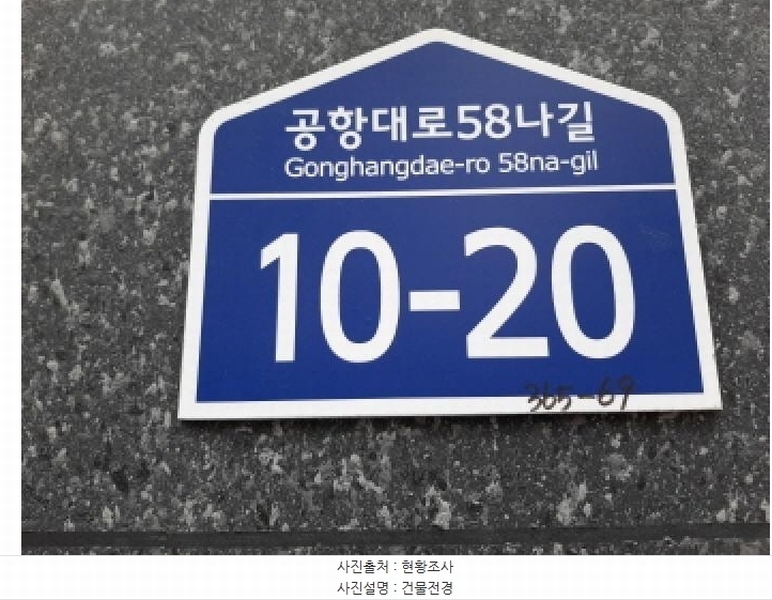 공항대로58나길
Gonghangdae-ro 58na-gil
10-20
365-69
사진출처 : 현황조사
사진설명 : 건물전경